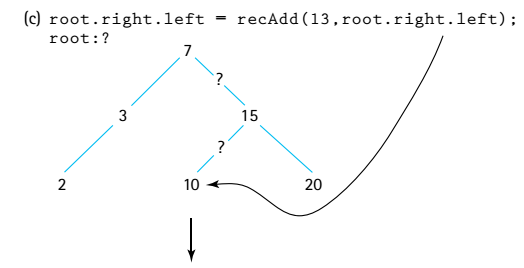 (c) root.right.left = recAdd(13,root.right.left);
root:?
7
?
3 15
?
2 10 20